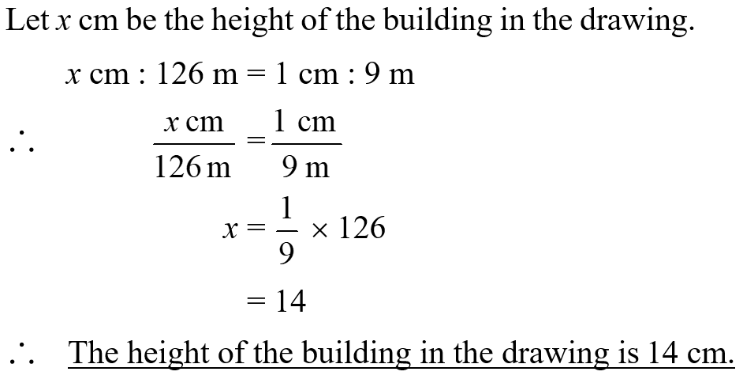 Let x cm be the height of the building in the drawing.
x cm : 126 m = 1 cm : 9 m
∴ x cm / 126 m = 1 cm / 9 m
x = 1/9 × 126
= 14
∴ The height of the building in the drawing is 14 cm.